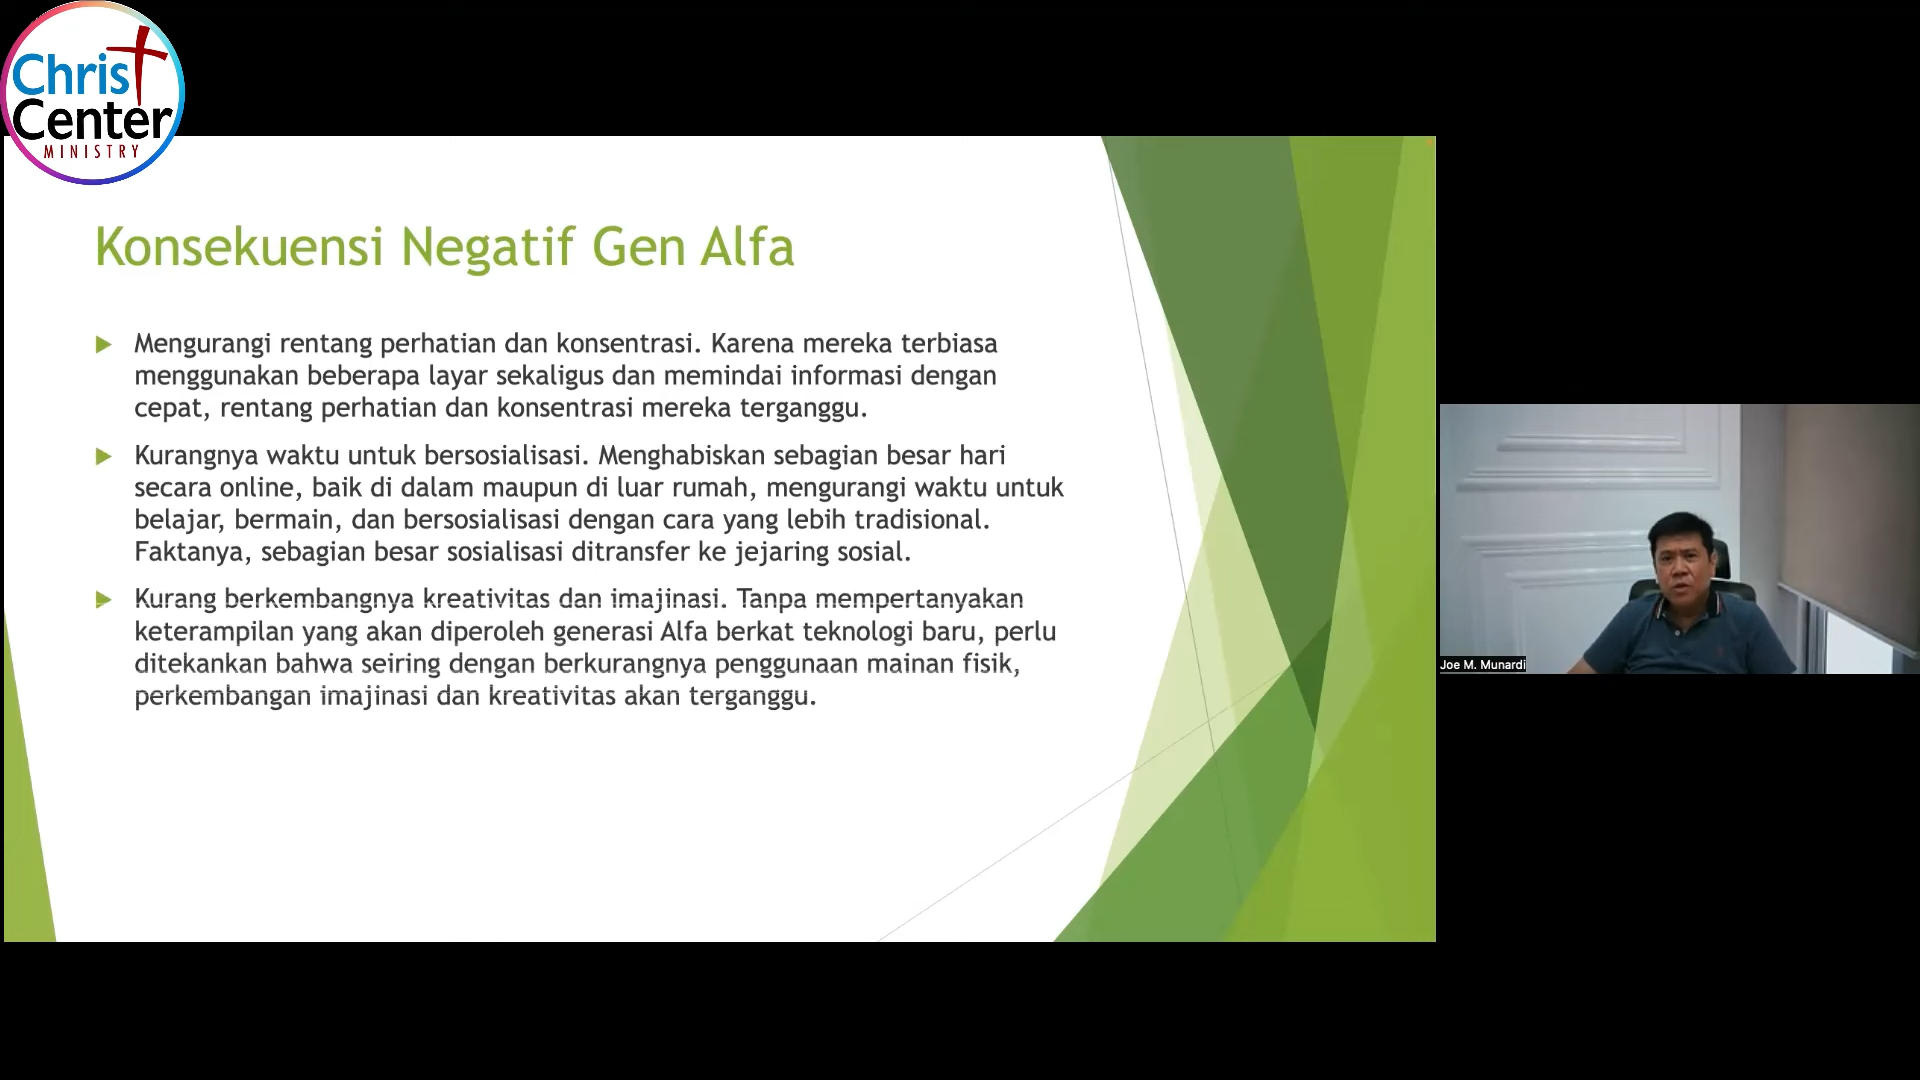 Chris
Center
MINISTRY
Konsekuensi Negatif Gen Alfa
Mengurangi rentang perhatian dan konsentrasi. Karena mereka terbiasa
menggunakan beberapa layar sekaligus dan memindai informasi dengan
cepat, rentang perhatian dan konsentrasi mereka terganggu.
Kurangnya waktu untuk bersosialisasi. Menghabiskan sebagian besar hari
secara online, baik di dalam maupun di luar rumah, mengurangi waktu untuk
belajar, bermain, dan bersosialisasi dengan cara yang lebih tradisional.
Faktanya, sebagian besar sosialisasi ditransfer ke jejaring sosial.
Kurang berkembangnya kreativitas dan imajinasi. Tanpa mempertanyakan
keterampilan yang akan diperoleh generasi Alfa berkat teknologi baru, perlu
ditekankan bahwa seiring dengan berkurangnya penggunaan mainan fisik,
perkembangan imajinasi dan kreativitas akan terganggu.
Joe M. Munardi